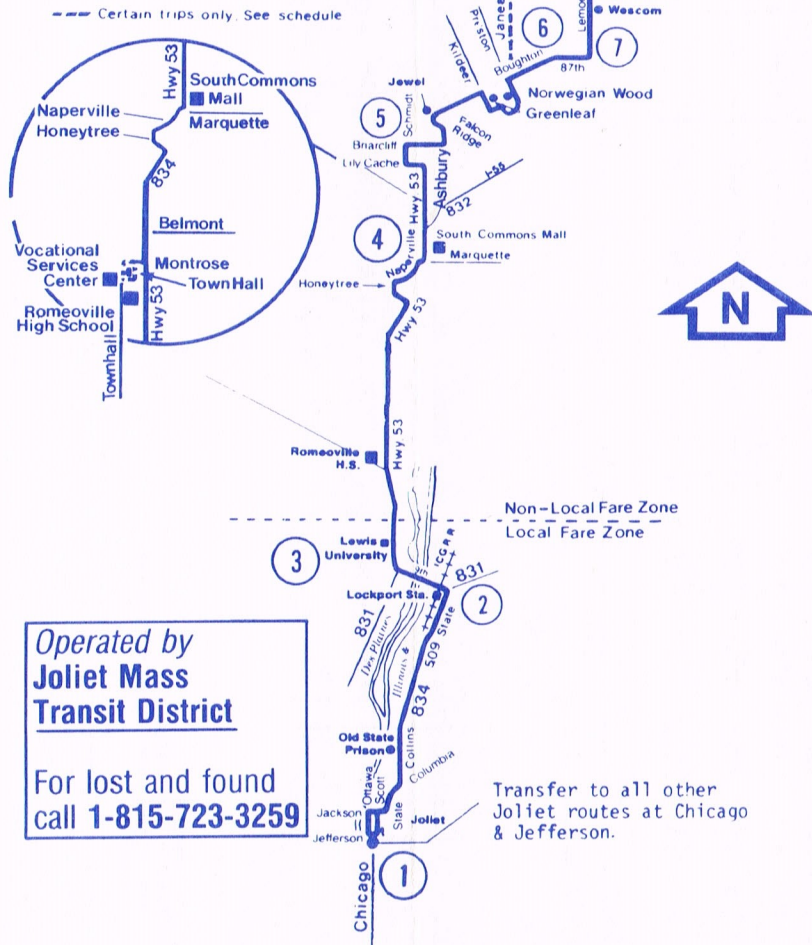 Certain trips only. See schedule
Hwy 53
South Commons
Mall
Marquette
Naperville
Honeytree
834
Belmont
Vocational
Services
Center
Montrose
Town Hall
Romeoville
High School
Hwy 53
Townhall
Kildeer
Janes
6
Lemo
Wescom
7
Boughton
87th
Jewel
Norwegian Wood
Greenleaf
5
Schmidt
Falcon
Ridge
Briarcliff
Lily Cache
Ashbury
I-55
832
Hwy 53
4
South Commons Mall
Marquette
Naperville
Honeytree
Hwy 53
N
Hwy 53
Romeoville
H.S.
Non-Local Fare Zone
Local Fare Zone
Lewis
University
3
ICG RR
831
Lockport Sta.
2
831
Des Plaines
Illinois &
S09 State
834
Operated by
Joliet Mass
Transit District
For lost and found
call 1-815-723-3259
Old State
Prison
Collins
Columbia
Ottawa
Scott
State
Jackson
Joliet
Jefferson
Transfer to all other
Joliet routes at Chicago
& Jefferson.
1
Chicago